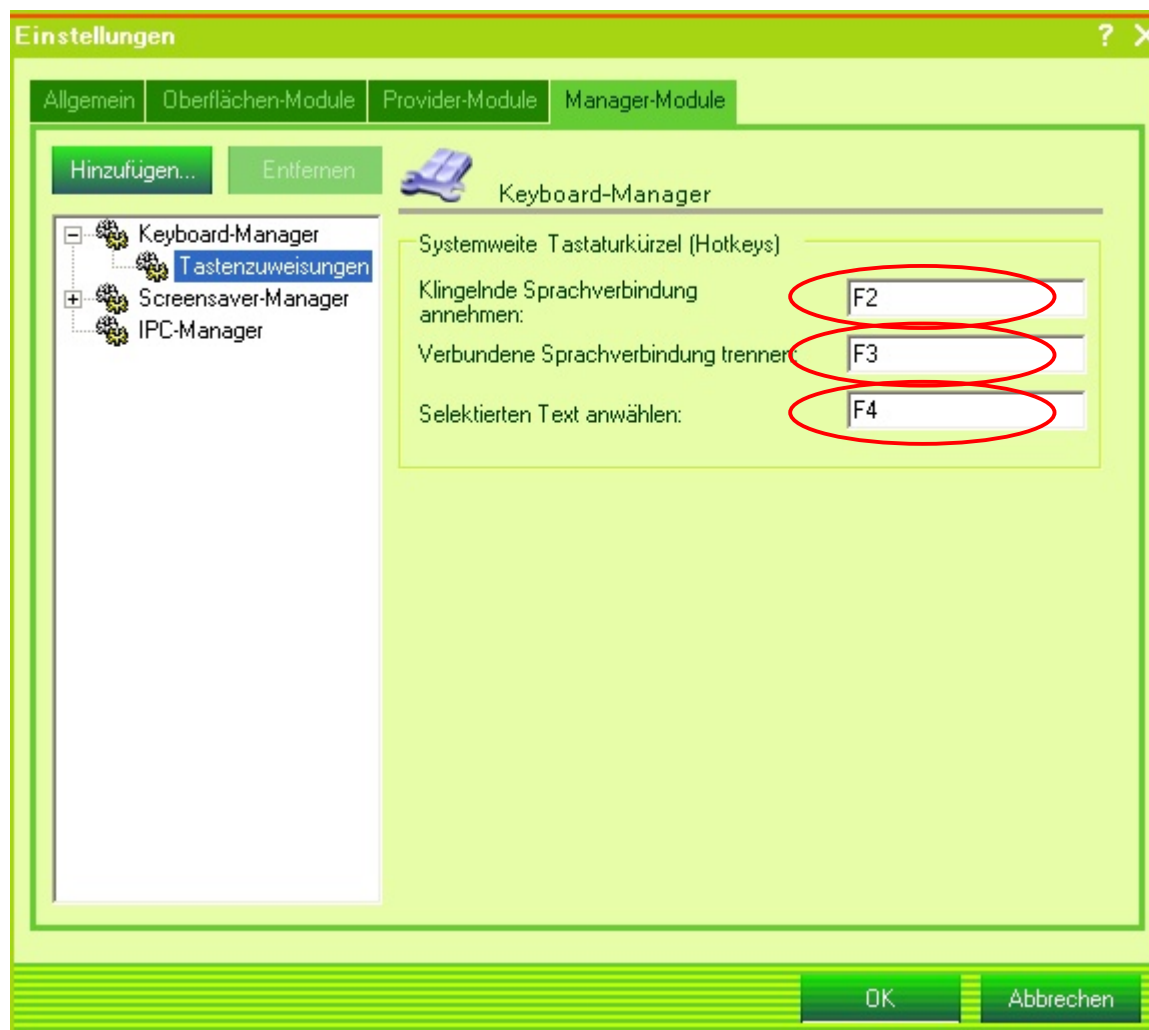 Einstellungen ? X
Allgemein Oberflächen-Module Provider-Module Manager-Module
Hinzufügen... Entfernen
Keyboard-Manager
Keyboard-Manager
Tastenzuweisungen
Screensaver-Manager
IPC-Manager
Systemweite Tastaturkürzel (Hotkeys)
Klingelnde Sprachverbindung
annehmen:
F2
Verbundene Sprachverbindung trennen:
F3
Selektierten Text anwählen:
F4
OK Abbrechen